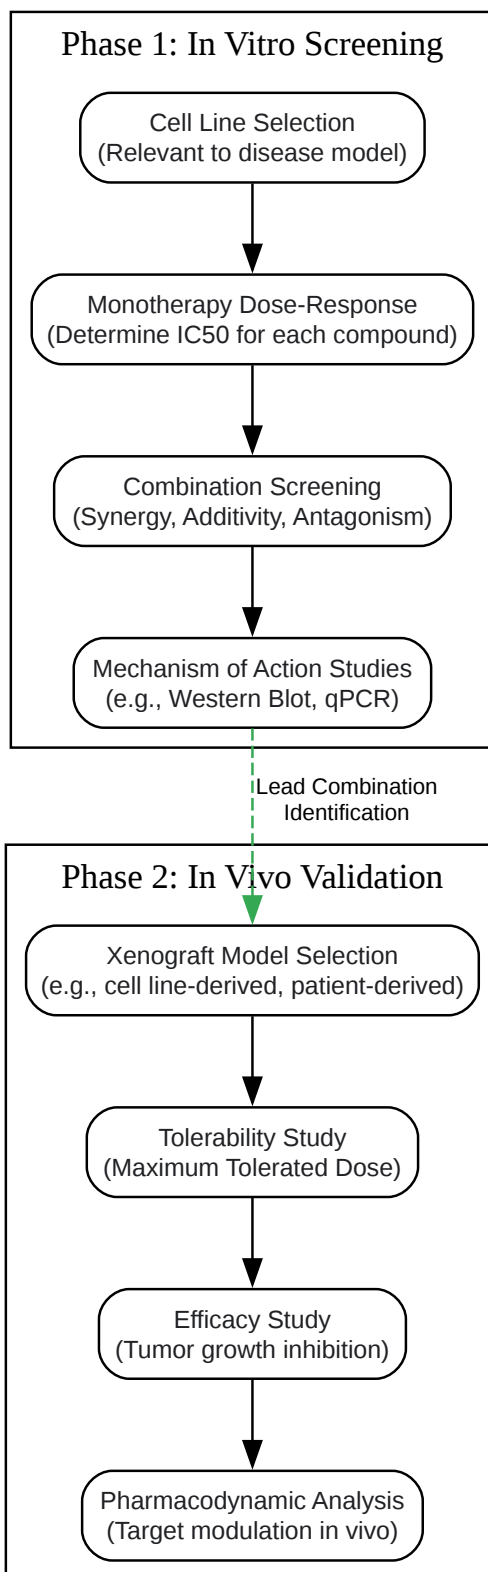 Phase 1: In Vitro Screening
Cell Line Selection
(Relevant to disease model)
Monotherapy Dose-Response
(Determine IC50 for each compound)
Combination Screening
(Synergy, Additivity, Antagonism)
Mechanism of Action Studies
(e.g., Western Blot, qPCR)
Lead Combination
Identification
Phase 2: In Vivo Validation
Xenograft Model Selection
(e.g., cell line-derived, patient-derived)
Tolerability Study
(Maximum Tolerated Dose)
Efficacy Study
(Tumor growth inhibition)
Pharmacodynamic Analysis
(Target modulation in vivo)